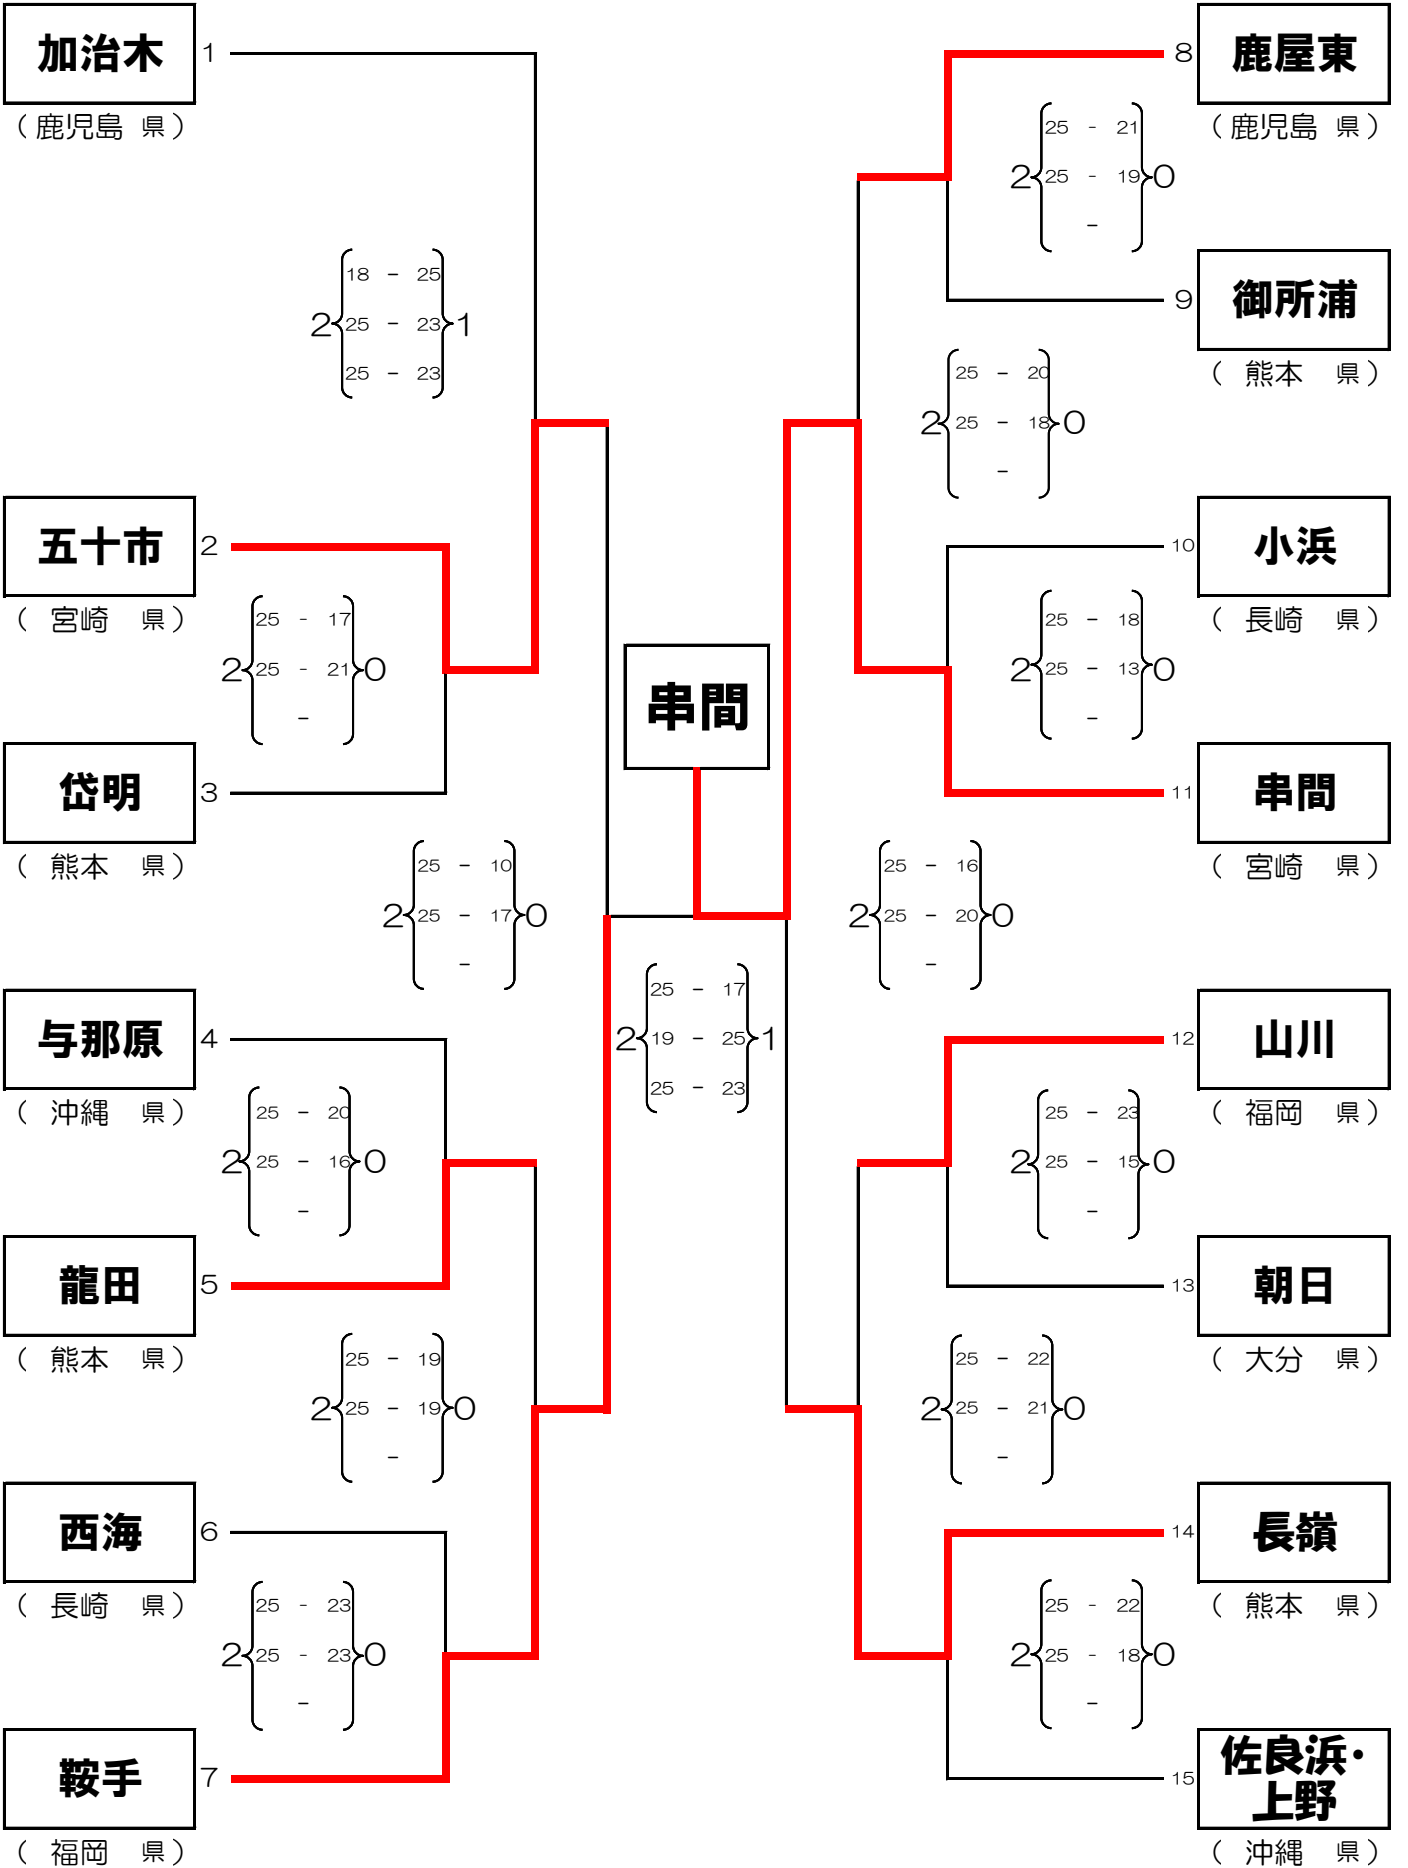 加治木 1
（鹿児島 県）
18 - 25
2 25 - 23 1
25 - 23
五十市 2
（ 宮崎 県）
25 - 17
2 25 - 21 0
-
岱明 3
（ 熊本 県）
25 - 10
2 25 - 17 0
-
与那原 4
（ 沖縄 県）
25 - 20
2 25 - 16 0
-
龍田 5
（ 熊本 県）
25 - 19
2 25 - 19 0
-
西海 6
（ 長崎 県）
25 - 23
2 25 - 23 0
-
鞍手 7
（ 福岡 県）
串間
25 - 17
2 19 - 25 1
25 - 23
8 鹿屋東
（鹿児島 県）
25 - 21
2 25 - 19 0
-
9 御所浦
（ 熊本 県）
25 - 20
2 25 - 18 0
-
10 小浜
（ 長崎 県）
25 - 18
2 25 - 13 0
-
11 串間
（ 宮崎 県）
25 - 16
2 25 - 20 0
-
12 山川
（ 福岡 県）
25 - 23
2 25 - 15 0
-
13 朝日
（ 大分 県）
25 - 22
2 25 - 21 0
-
14 長嶺
（ 熊本 県）
25 - 22
2 25 - 18 0
-
15 佐良浜・
上野
（ 沖縄 県）